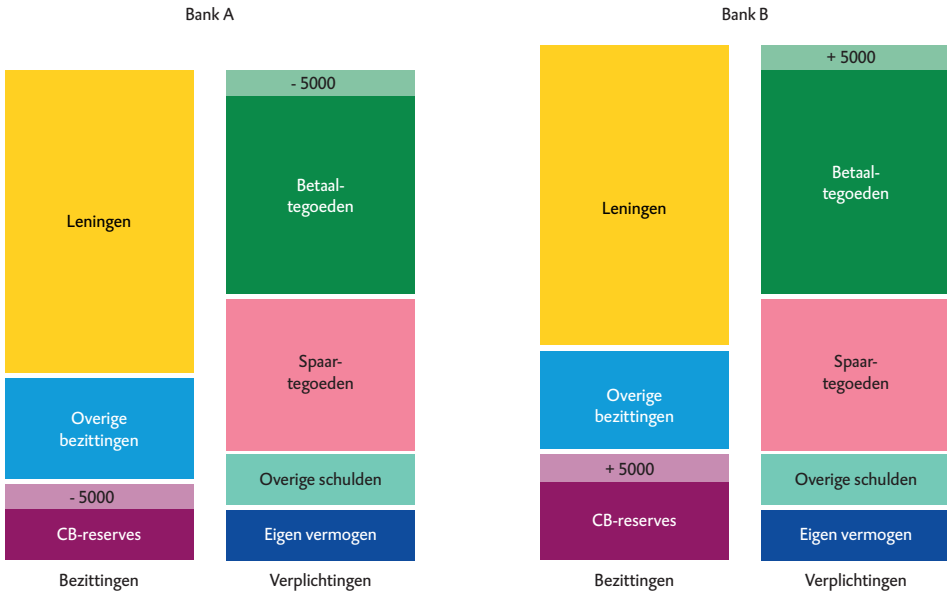 Bank A
Bank B
- 5000
Betaal-
tegoeden
Leningen
Spaar-
tegoeden
Overige
bezittingen
Overige schulden
- 5000
CB-reserves
Eigen vermogen
Bezittingen
Verplichtingen
+ 5000
Betaal-
tegoeden
Leningen
Spaar-
tegoeden
Overige
bezittingen
+ 5000
Overige schulden
CB-reserves
Eigen vermogen
Bezittingen
Verplichtingen